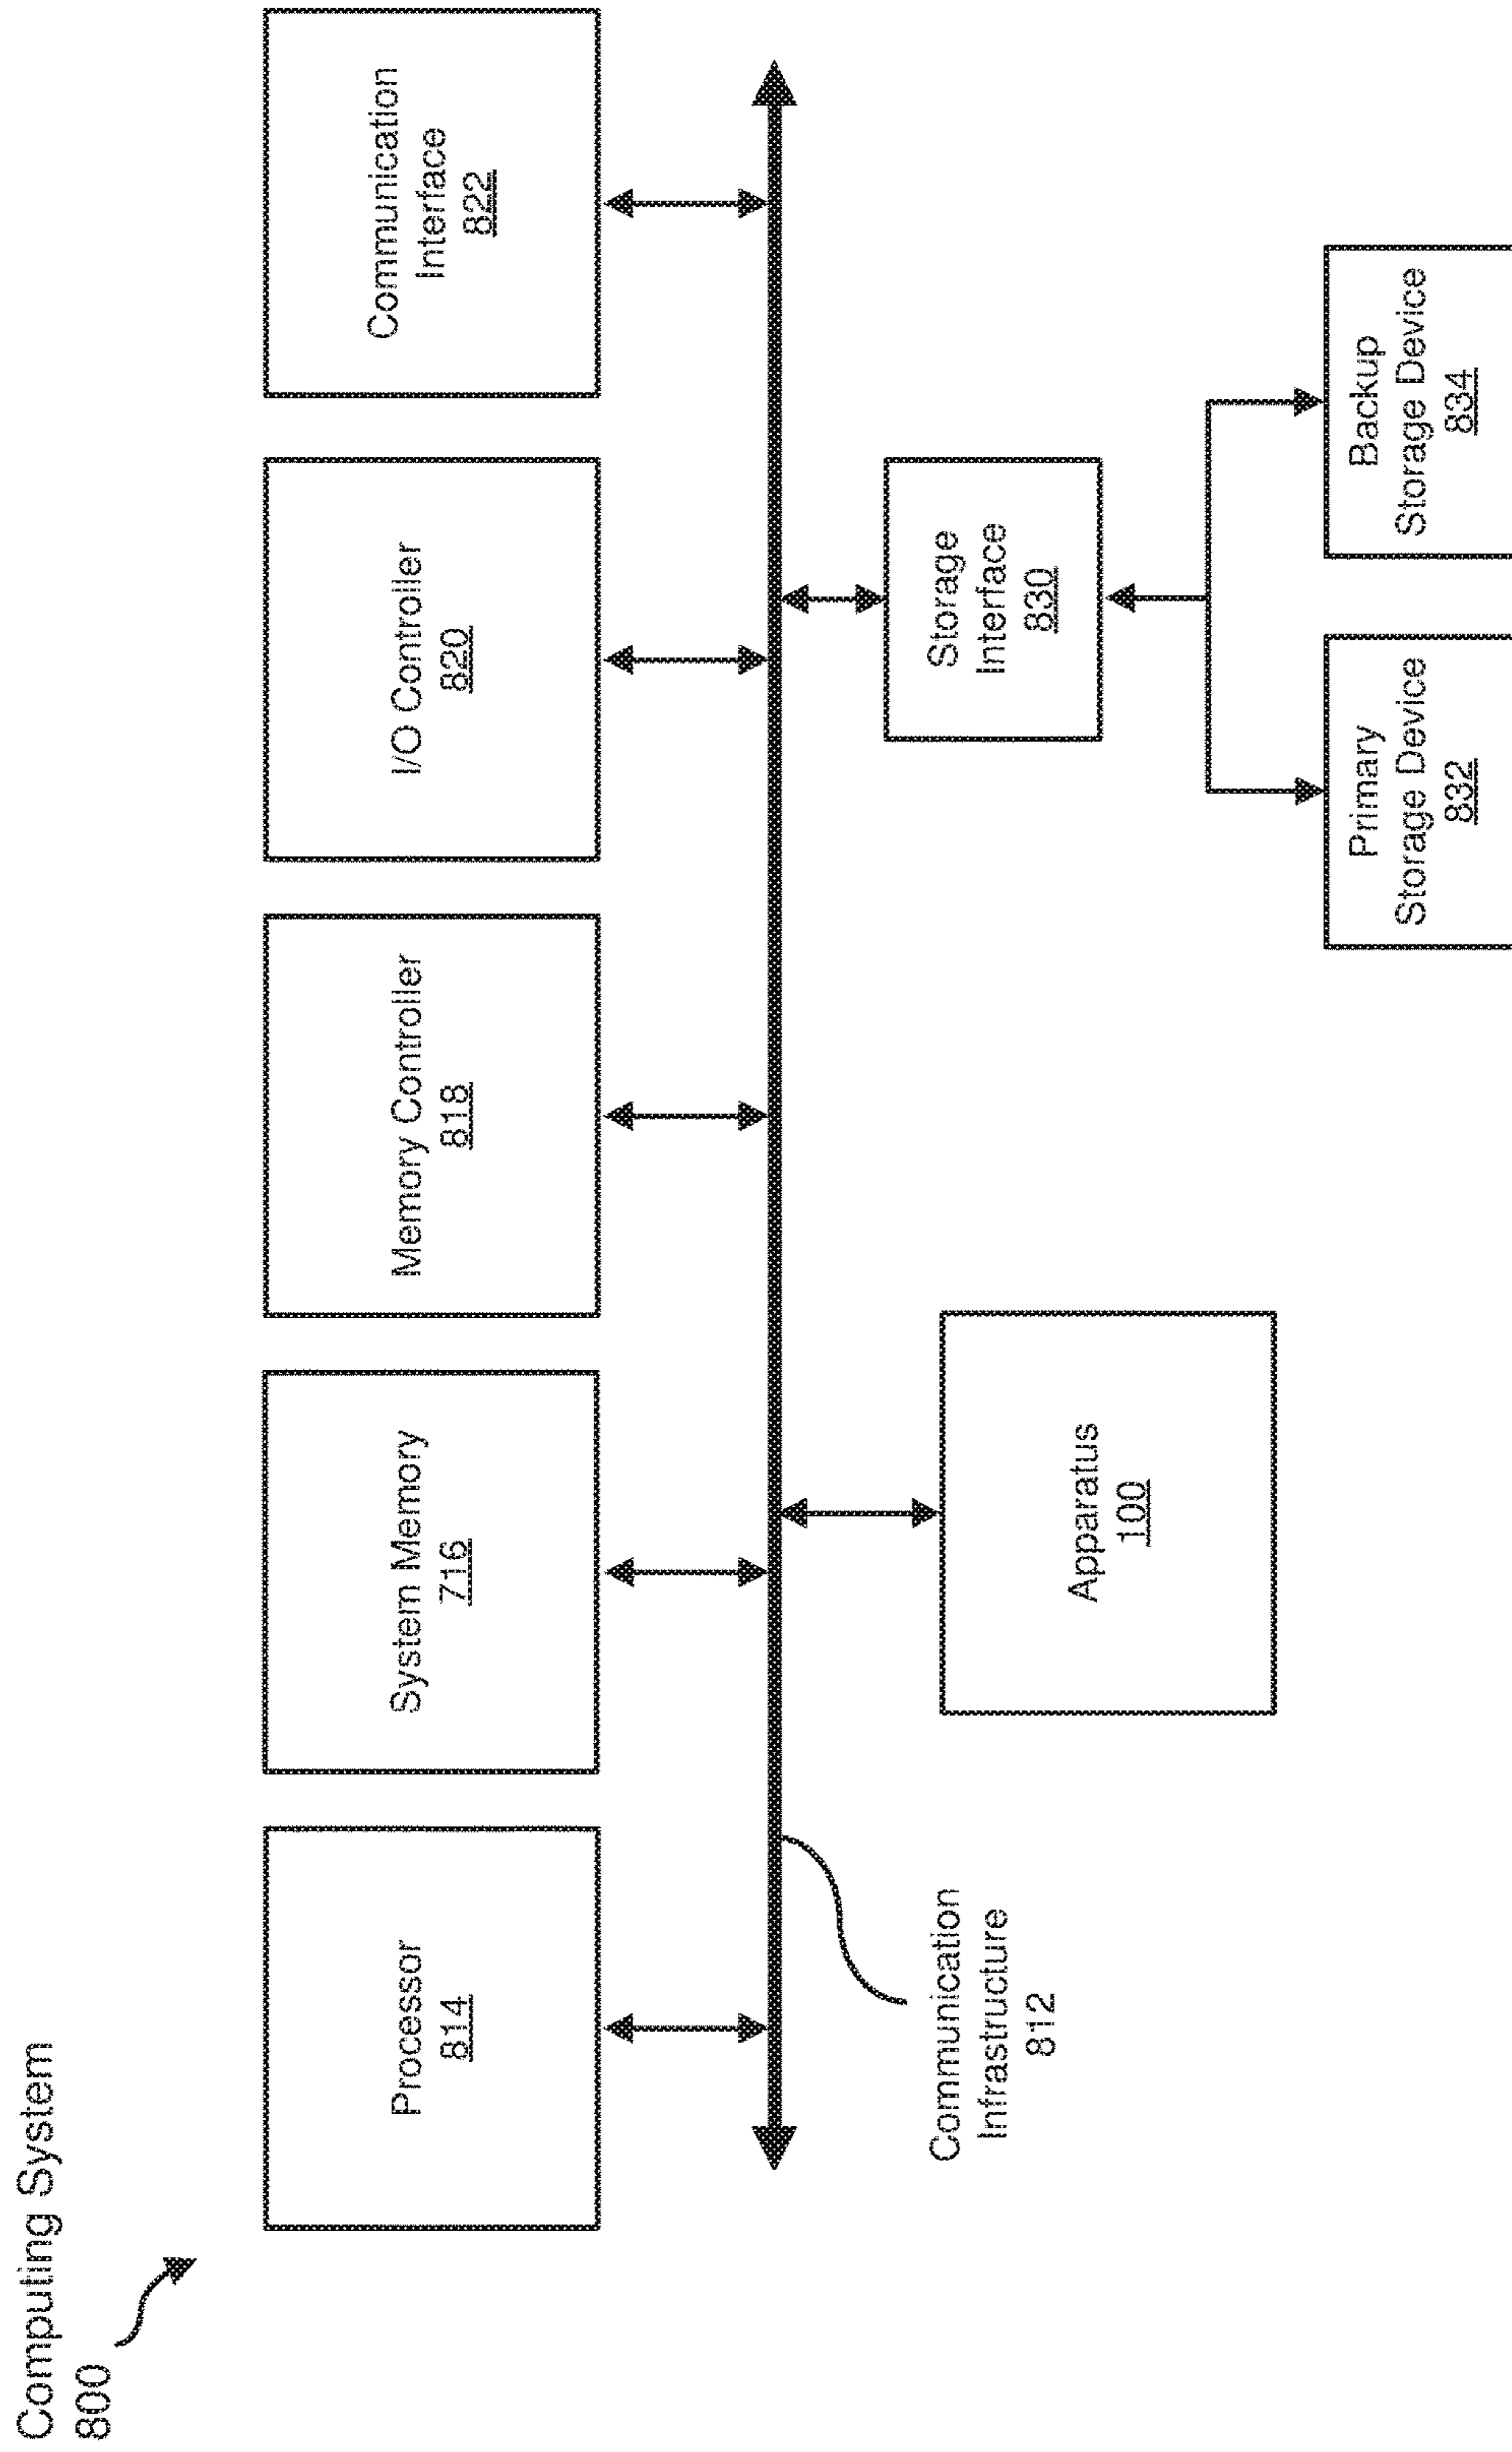 Computing System
800
Processor
814
System Memory
716
Memory Controller
818
I/O Controller
820
Communication
Interface
822
Communication
Infrastructure
812
Apparatus
100
Storage
Interface
830
Primary
Storage Device
832
Backup
Storage Device
834